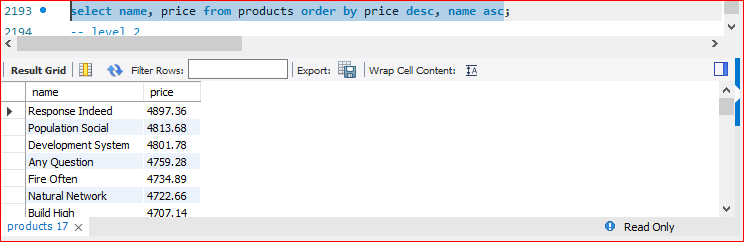 2193 select name, price from products order by price desc, name asc;
2194 -- level 2
Result Grid Filter Rows: Export: Wrap Cell Content:
name price
Response Indeed 4897.36
Population Social 4813.68
Development System 4801.78
Any Question 4759.28
Fire Often 4734.89
Natural Network 4722.66
Build High 4707.14
products 17 Read Only